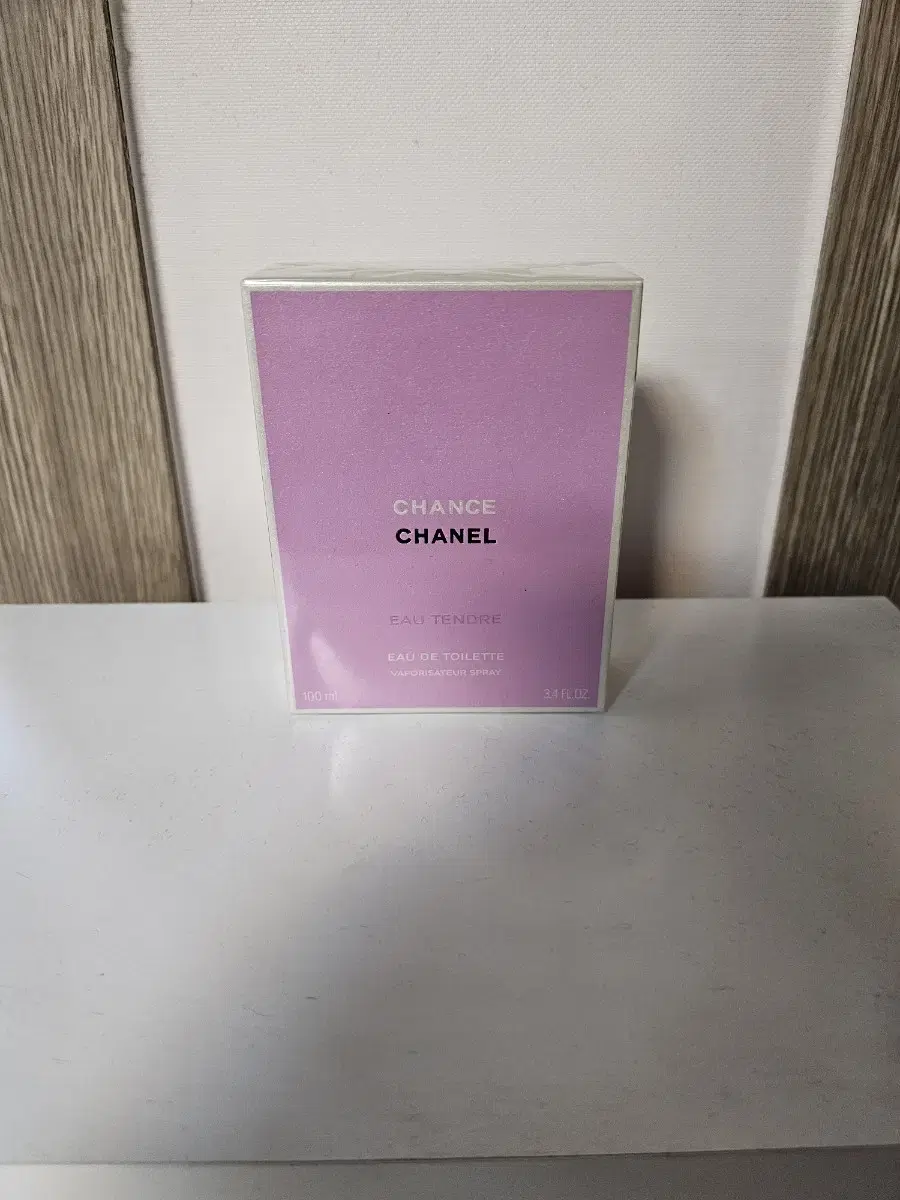 CHANCE
CHANEL
EAU TENDRE
EAU DE TOILETTE
VAPORISATEUR SPRAY
100 ml 3.4 FL.OZ.